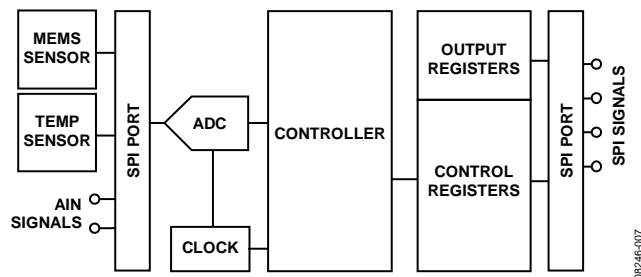 MEMS
SENSOR
TEMP
SENSOR
AIN
SIGNALS
SPI PORT
ADC
CLOCK
CONTROLLER
OUTPUT
REGISTERS
CONTROL
REGISTERS
SPI PORT
SPI SIGNALS